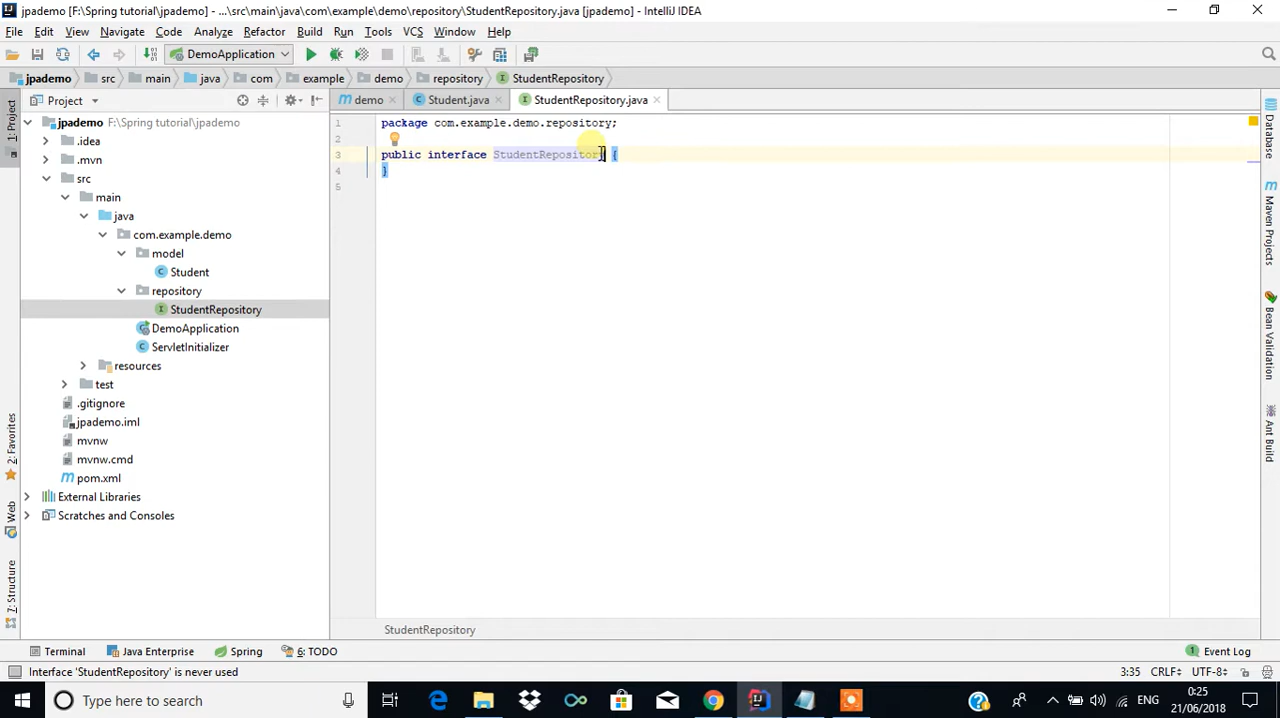 jpademo [F:\Spring tutorial\jpademo] - ...\src\main\java\com\example\demo\repository\StudentRepository.java [jpademo] - IntelliJ IDEA
File Edit View Navigate Code Analyze Refactor Build Run Tools VCS Window Help
DemoApplication
jpademo src main java com example demo repository StudentRepository
Project
demo Student.java StudentRepository.java
1 package com.example.demo.repository;
2
3 public interface StudentRepository {
4 }
5
jpademo F:\Spring tutorial\jpademo
.idea
.mvn
src
main
java
com.example.demo
model
Student
repository
StudentRepository
DemoApplication
ServletInitializer
resources
test
.gitignore
jpademo.iml
mvnw
mvnw.cmd
pom.xml
External Libraries
Scratches and Consoles
1: Project
2: Favorites
Web
7: Structure
Database
Maven Projects
Bean Validation
Ant Build
StudentRepository
Terminal Java Enterprise Spring 6: TODO Event Log
Interface 'StudentRepository' is never used 3:35 CRLF UTF-8
Type here to search
ENG
0:25
21/06/2018